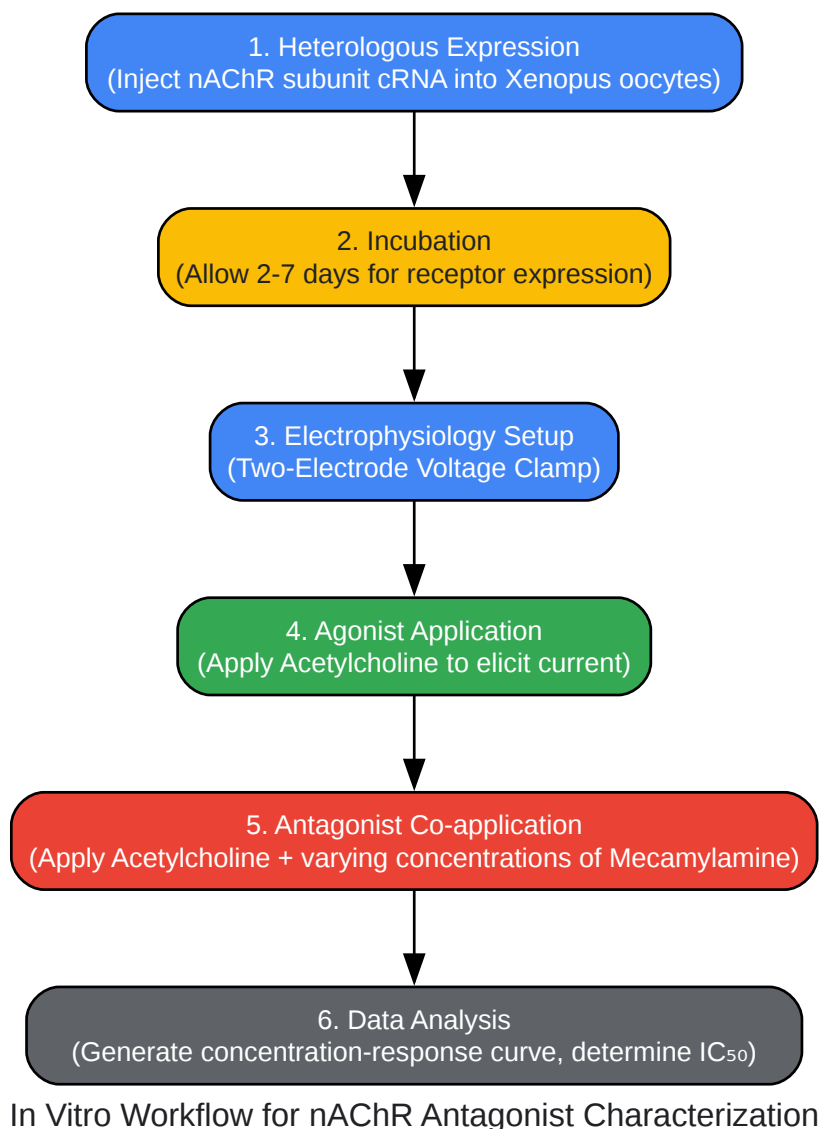 1. Heterologous Expression
(Inject nAChR subunit cRNA into Xenopus oocytes)
2. Incubation
(Allow 2-7 days for receptor expression)
3. Electrophysiology Setup
(Two-Electrode Voltage Clamp)
4. Agonist Application
(Apply Acetylcholine to elicit current)
5. Antagonist Co-application
(Apply Acetylcholine + varying concentrations of Mecamylamine)
6. Data Analysis
(Generate concentration-response curve, determine IC₅₀)
In Vitro Workflow for nAChR Antagonist Characterization